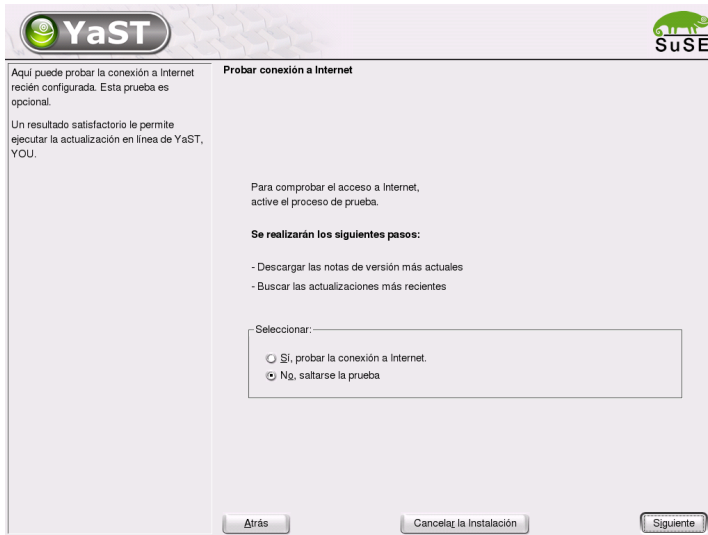 YaST
SuSE
Aquí puede probar la conexión a Internet
recién configurada. Esta prueba es
opcional.
Un resultado satisfactorio le permite
ejecutar la actualización en línea de YaST,
YOU.
Probar conexión a Internet
Para comprobar el acceso a Internet,
active el proceso de prueba.
Se realizarán los siguientes pasos:
- Descargar las notas de versión más actuales
- Buscar las actualizaciones más recientes
Seleccionar:
Sí, probar la conexión a Internet.
No, saltarse la prueba
Atrás
Cancelar la Instalación
Siguiente